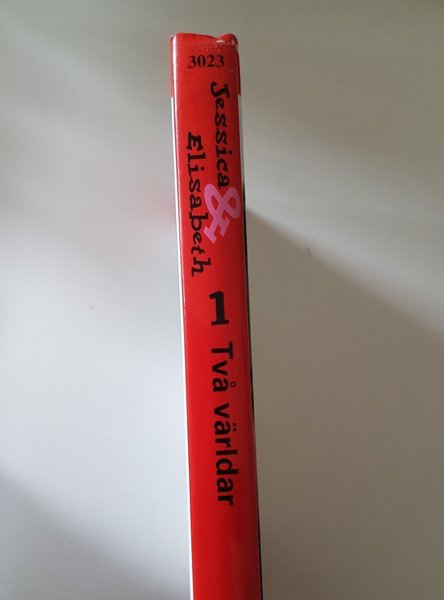 3023
Jessica
&
Elisabeth
1 Två världar